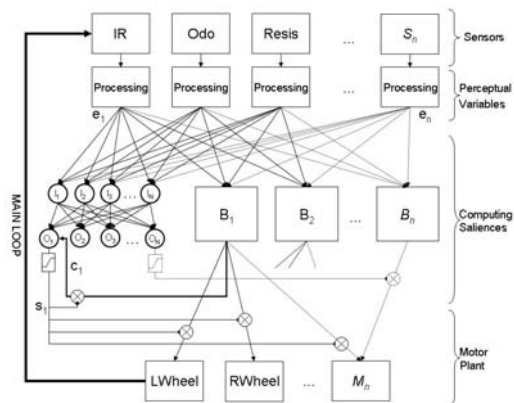 IR Odo Resis ... Sn Sensors
Processing Processing Processing ... Processing Perceptual Variables
e1 en
I1 I2 I3 ... IN
B1 B2 ... Bn Computing Saliences
O1 O2 O3 ... ON
c1
s1
MAIN LOOP
LWheel RWheel ... Mn Motor Plant